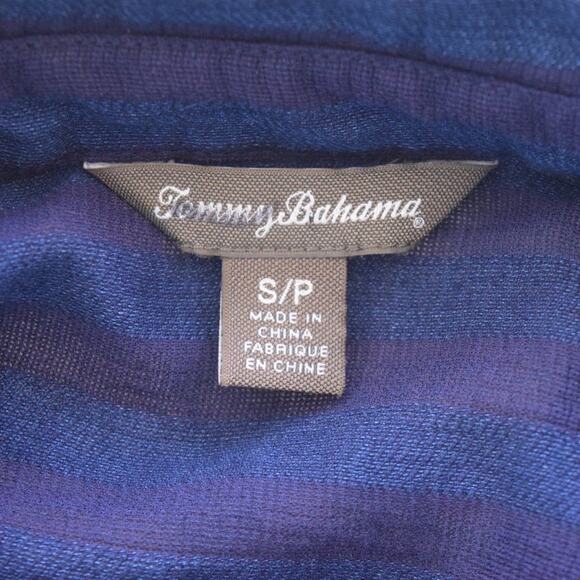 Tommy Bahama®
S/P
MADE IN
CHINA
FABRIQUE
EN CHINE